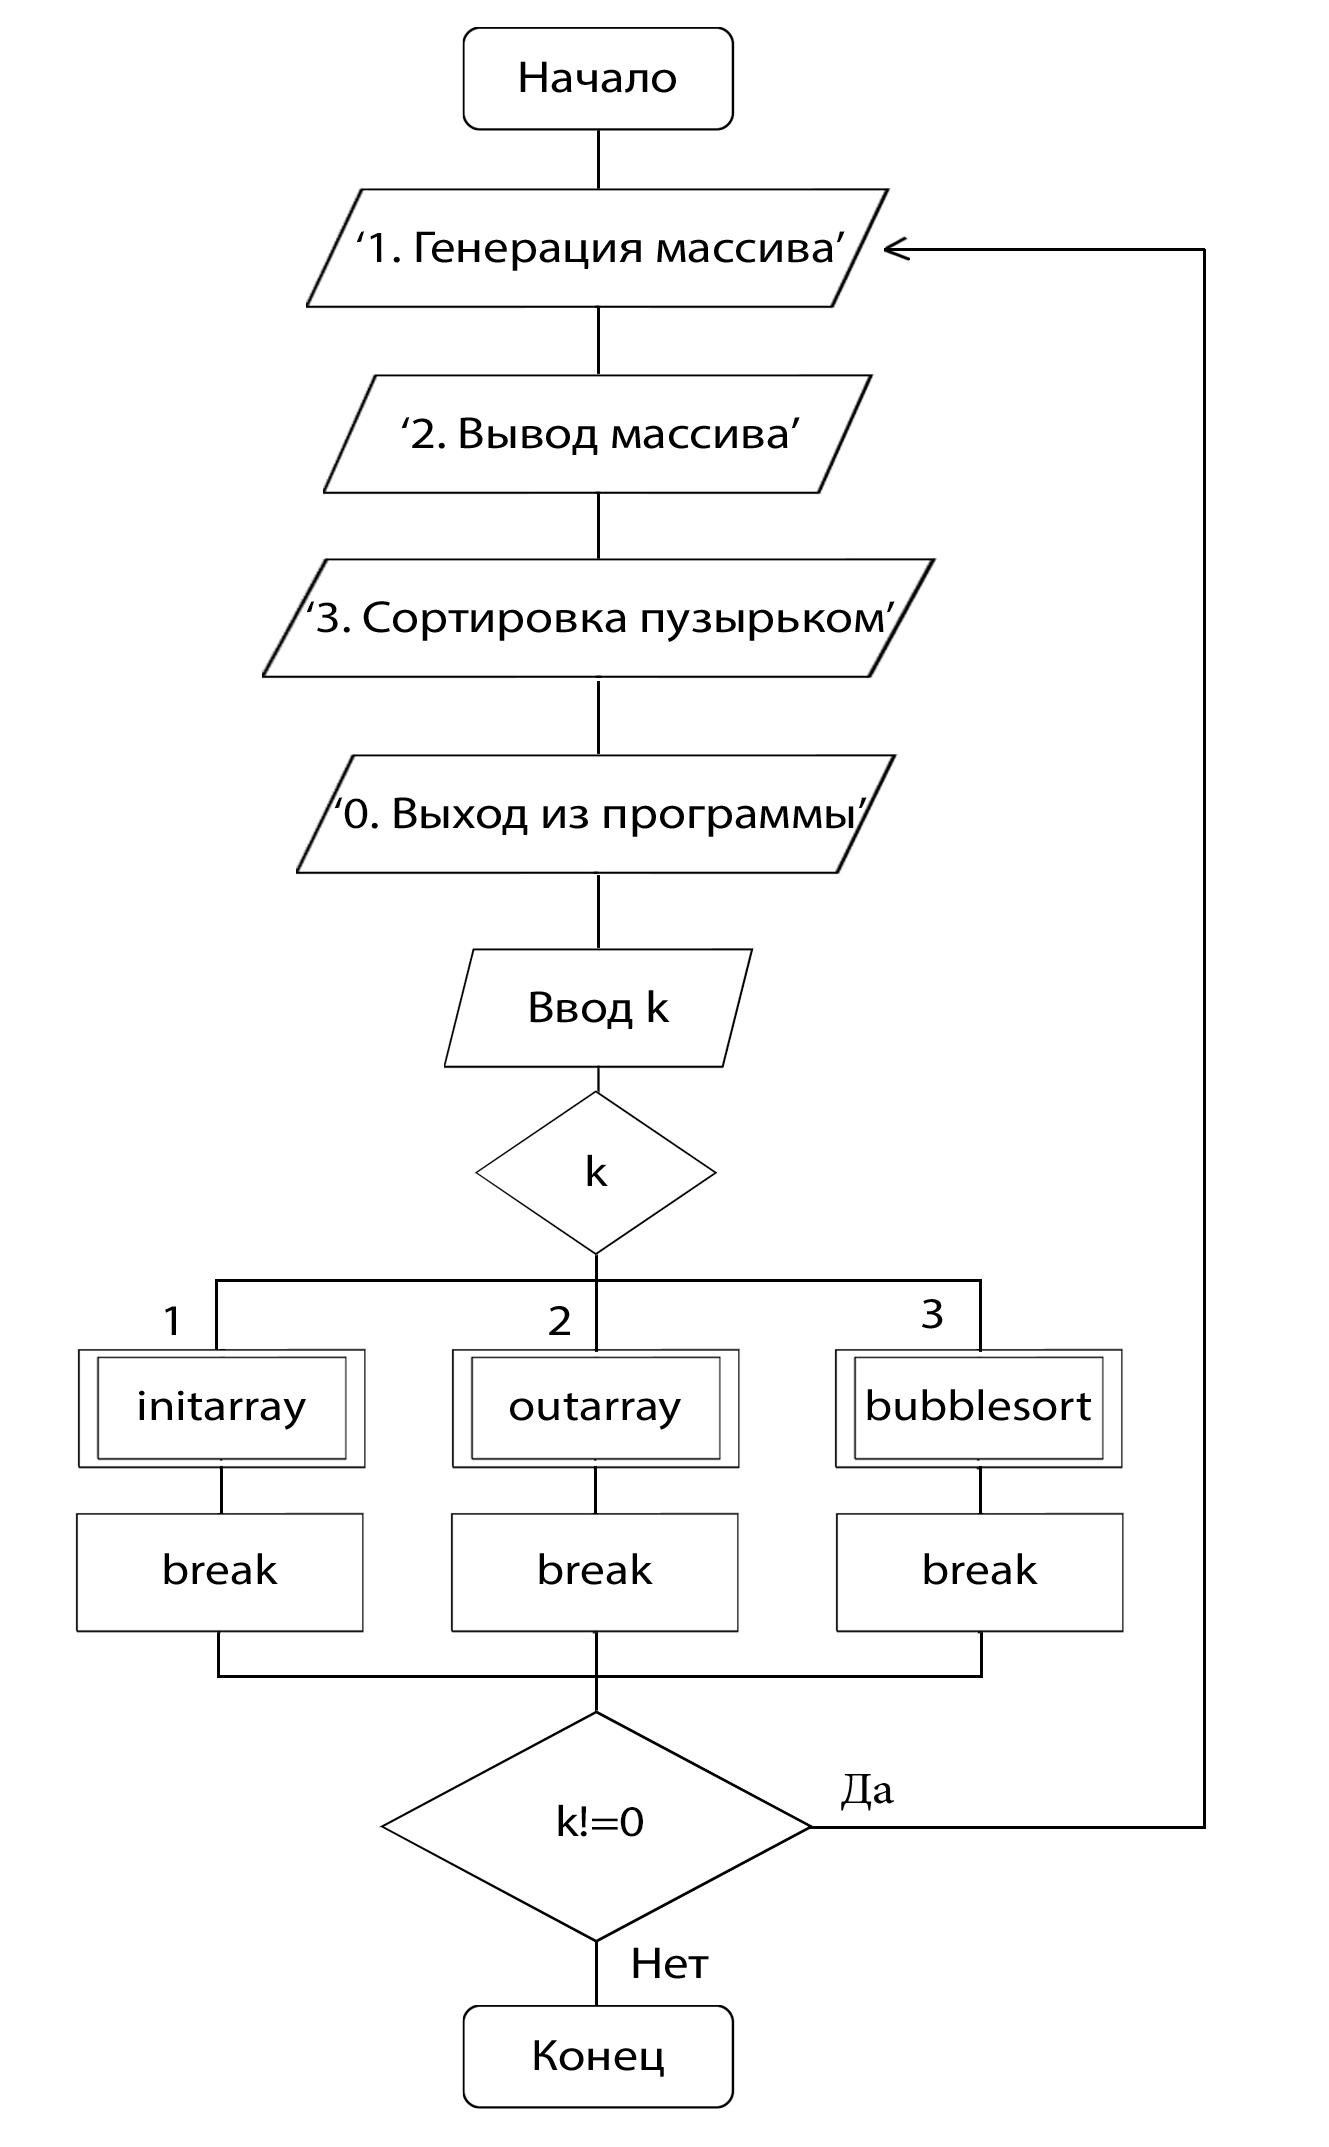 Начало
‘1. Генерация массива’
‘2. Вывод массива’
‘3. Сортировка пузырьком’
‘0. Выход из программы’
Ввод k
k
1
2
3
initarray
outarray
bubblesort
break
break
break
k!=0
Да
Нет
Конец